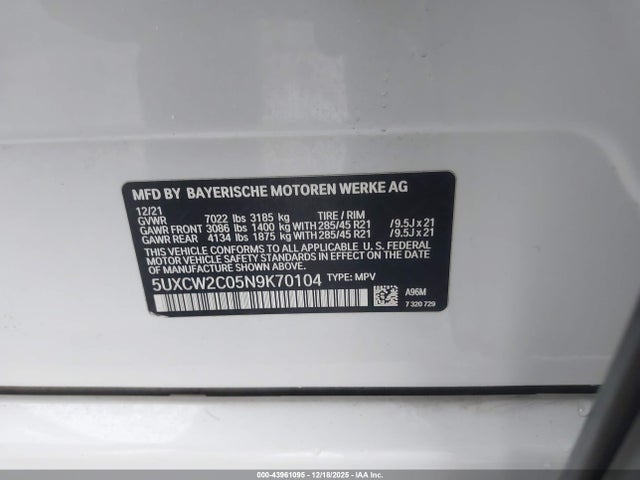 MFD BY BAYERISCHE MOTOREN WERKE AG
12/21
GVWR 7022 lbs 3185 kg TIRE / RIM
GAWR FRONT 3086 lbs 1400 kg WITH 285/45 R21 /9.5J x 21
GAWR REAR 4134 lbs 1875 kg WITH 285/45 R21 /9.5J x 21
THIS VEHICLE CONFORMS TO ALL APPLICABLE U. S. FEDERAL
MOTOR VEHICLE SAFETY STANDARDS IN EFFECT ON THE DATE OF
MANUFACTURE SHOWN ABOVE.
5UXCW2C05N9K70104 TYPE: MPV
A96M
7 320 729
000-43961095 - 12/18/2025 - IAA Inc.